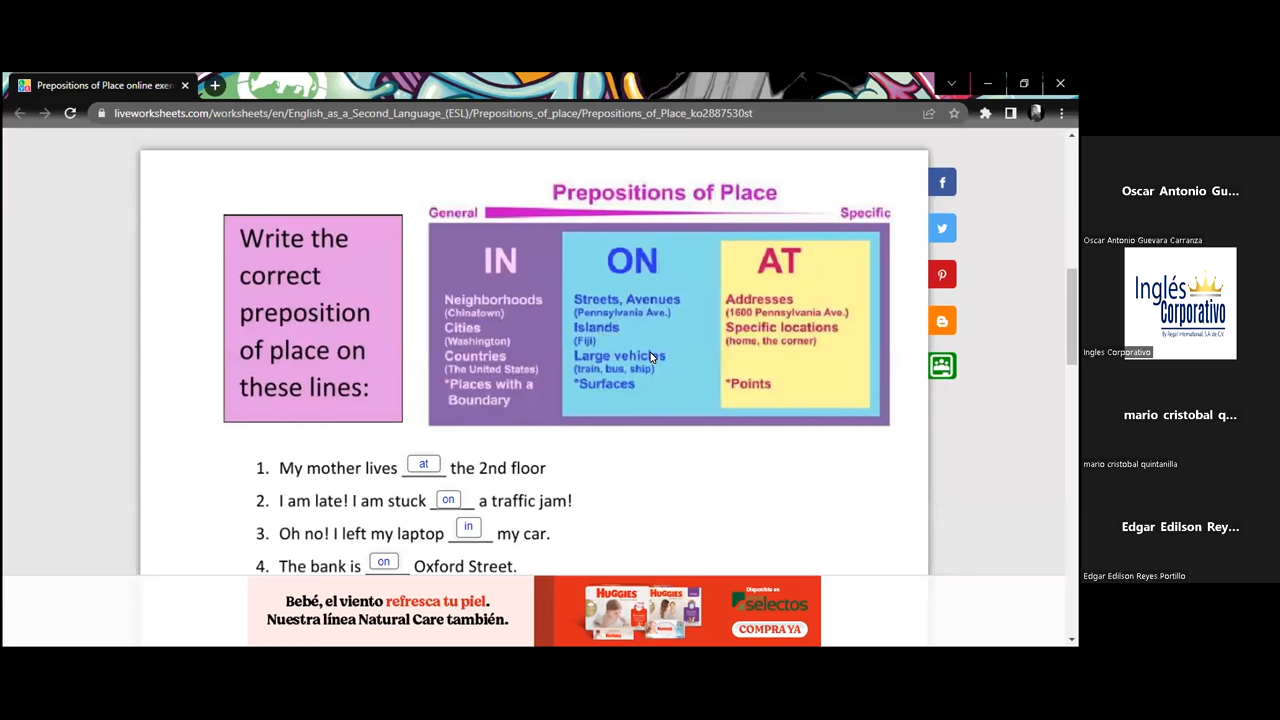 Prepositions of Place online exer
liveworksheets.com/worksheets/en/English_as_a_Second_Language_(ESL)/Prepositions_of_place/Prepositions_of_Place_ko2887530st
Write the
correct
preposition
of place on
these lines:
Prepositions of Place
General
Specific
IN
Neighborhoods
(Chinatown)
Cities
(Washington)
Countries
(The United States)
*Places with a
Boundary
ON
Streets, Avenues
(Pennsylvania Ave.)
Islands
(Fiji)
Large vehicles
(train, bus, ship)
*Surfaces
AT
Addresses
(1600 Pennsylvania Ave.)
Specific locations
(home, the corner)
*Points
1. My mother lives at the 2nd floor
2. I am late! I am stuck on a traffic jam!
3. Oh no! I left my laptop in my car.
4. The bank is on Oxford Street.
Bebé, el viento refresca tu piel.
Nuestra línea Natural Care también.
HUGGIES
HUGGIES
Disponible en
selectos
COMPRA YA
Oscar Antonio Gu...
Oscar Antonio Guevara Carranza
Inglés
Corporativo
By Regal International, S.A. de C.V.
Ingles Corporativo
mario cristobal q...
mario cristobal quintanilla
Edgar Edilson Rey...
Edgar Edilson Reyes Portillo